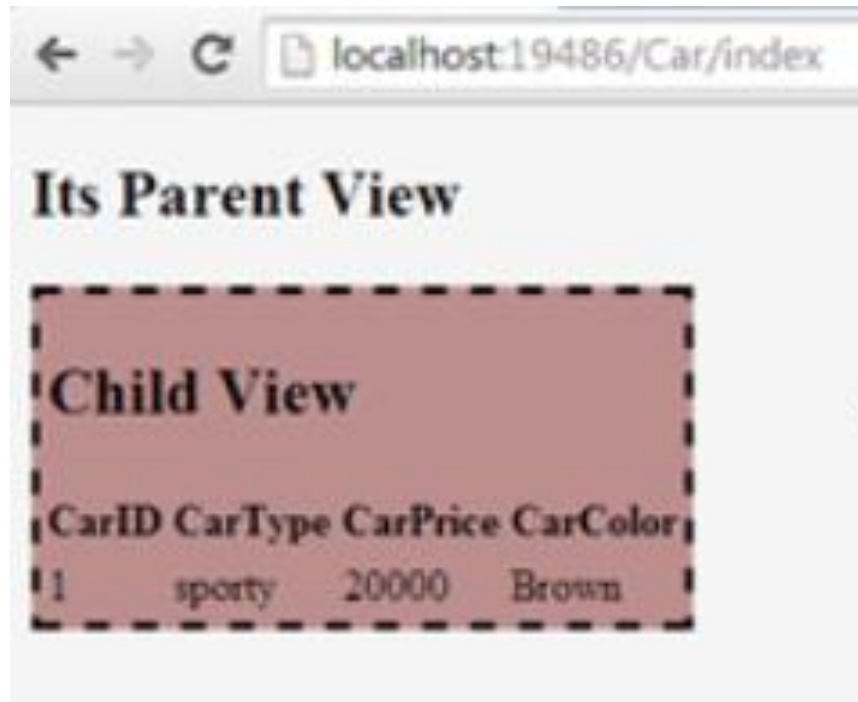 localhost:19486/Car/index
Its Parent View
Child View
CarID CarType CarPrice CarColor
1 sporty 20000 Brown